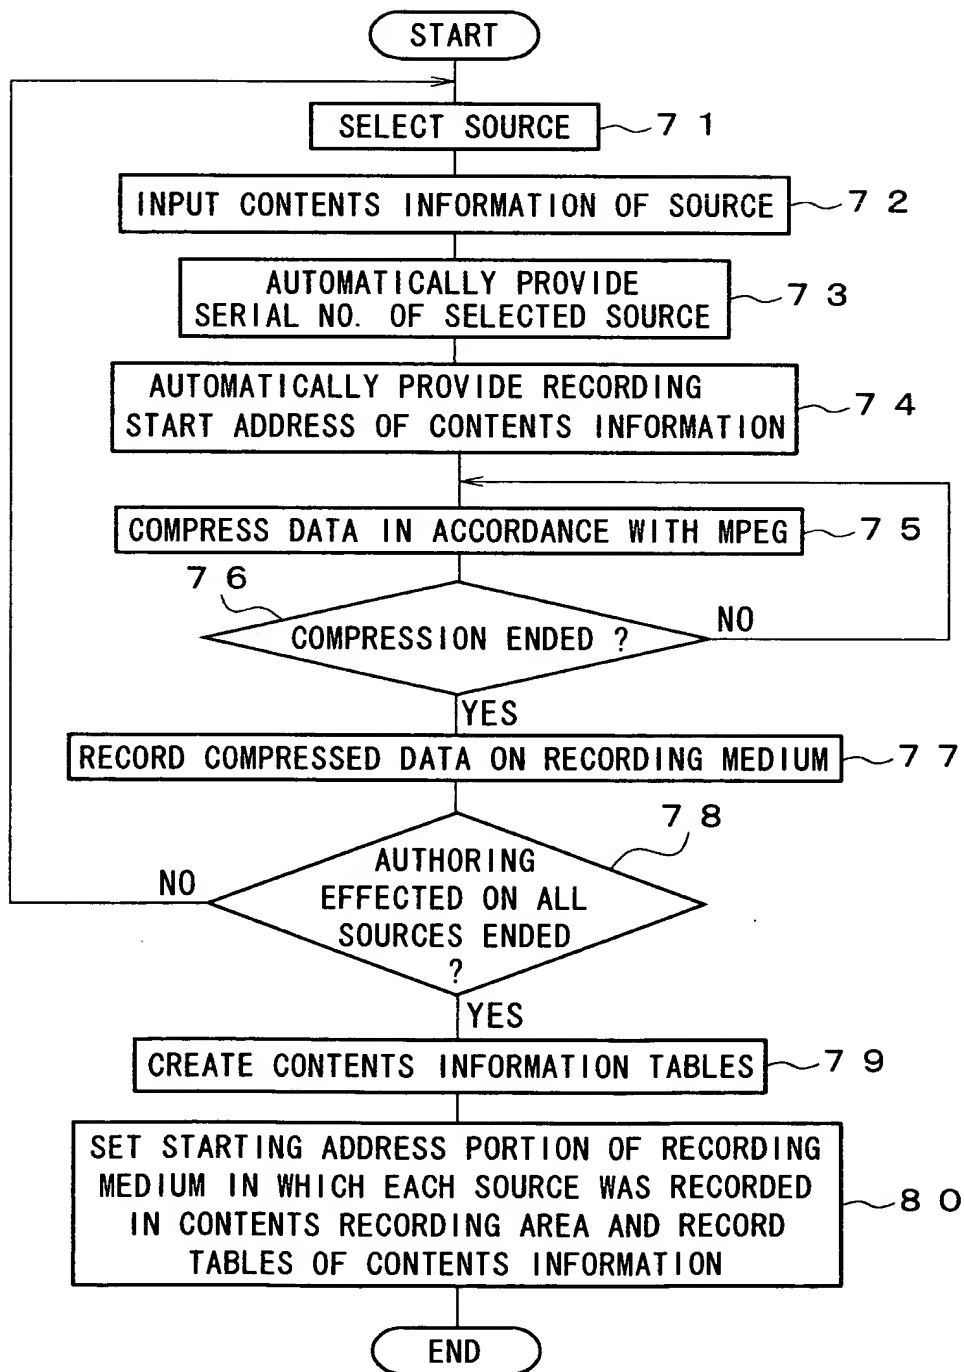 START
SELECT SOURCE 71
INPUT CONTENTS INFORMATION OF SOURCE 72
AUTOMATICALLY PROVIDE
SERIAL NO. OF SELECTED SOURCE 73
AUTOMATICALLY PROVIDE RECORDING
START ADDRESS OF CONTENTS INFORMATION 74
COMPRESS DATA IN ACCORDANCE WITH MPEG 75
76
COMPRESSION ENDED ? NO
YES
RECORD COMPRESSED DATA ON RECORDING MEDIUM 77
78
AUTHORING
NO EFFECTED ON ALL
SOURCES ENDED
?
YES
CREATE CONTENTS INFORMATION TABLES 79
SET STARTING ADDRESS PORTION OF RECORDING
MEDIUM IN WHICH EACH SOURCE WAS RECORDED
IN CONTENTS RECORDING AREA AND RECORD 80
TABLES OF CONTENTS INFORMATION
END